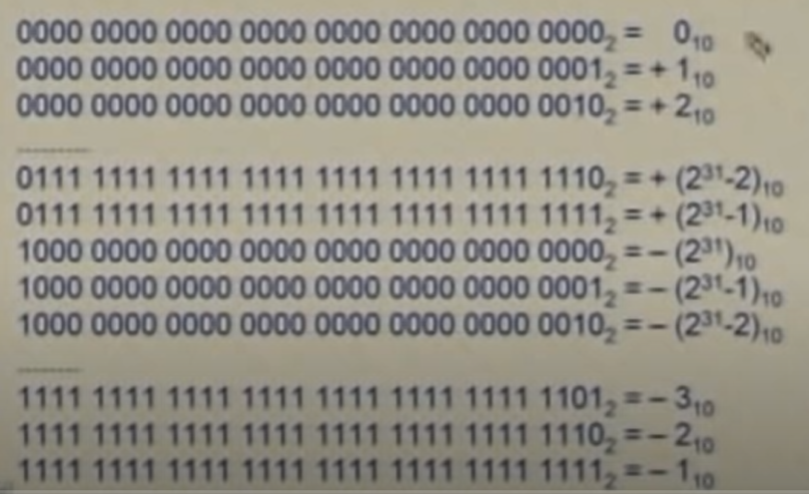 0000 0000 0000 0000 0000 0000 0000 0000₂ = 0₁₀
0000 0000 0000 0000 0000 0000 0000 0001₂ = + 1₁₀
0000 0000 0000 0000 0000 0000 0000 0010₂ = + 2₁₀
..........
0111 1111 1111 1111 1111 1111 1111 1110₂ = + (2³¹-2)₁₀
0111 1111 1111 1111 1111 1111 1111 1111₂ = + (2³¹-1)₁₀
1000 0000 0000 0000 0000 0000 0000 0000₂ = – (2³¹)₁₀
1000 0000 0000 0000 0000 0000 0000 0001₂ = – (2³¹-1)₁₀
1000 0000 0000 0000 0000 0000 0000 0010₂ = – (2³¹-2)₁₀
.........
1111 1111 1111 1111 1111 1111 1111 1101₂ = – 3₁₀
1111 1111 1111 1111 1111 1111 1111 1110₂ = – 2₁₀
1111 1111 1111 1111 1111 1111 1111 1111₂ = – 1₁₀